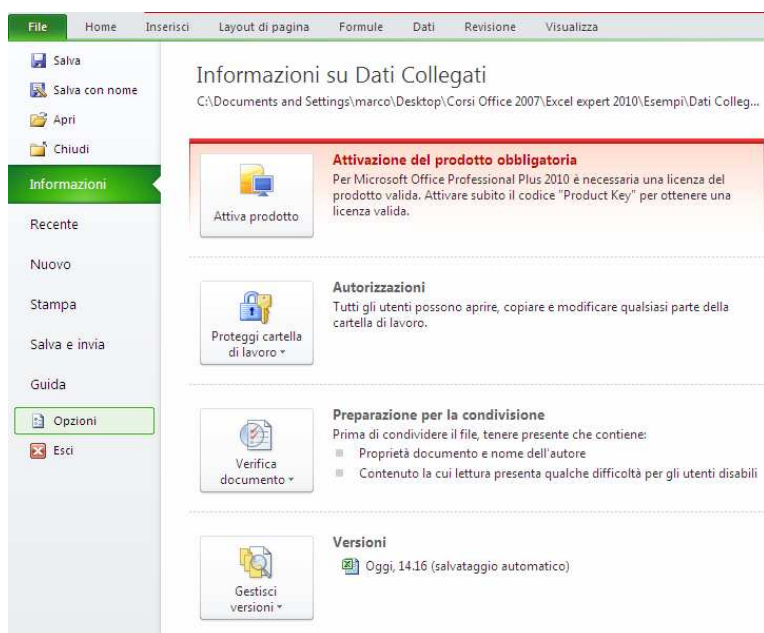 File Home Inserisci Layout di pagina Formule Dati Revisione Visualizza
Salva
Salva con nome
Apri
Chiudi
Informazioni
Recente
Nuovo
Stampa
Salva e invia
Guida
Opzioni
Esci
Informazioni su Dati Collegati
C:\Documents and Settings\marco\Desktop\Corsi Office 2007\Excel expert 2010\Esempi\Dati Colleg...
Attiva prodotto
Attivazione del prodotto obbligatoria
Per Microsoft Office Professional Plus 2010 è necessaria una licenza del
prodotto valida. Attivare subito il codice "Product Key" per ottenere una
licenza valida.
Proteggi cartella
di lavoro
Autorizzazioni
Tutti gli utenti possono aprire, copiare e modificare qualsiasi parte della
cartella di lavoro.
Verifica
documento
Preparazione per la condivisione
Prima di condividere il file, tenere presente che contiene:
Proprietà documento e nome dell'autore
Contenuto la cui lettura presenta qualche difficoltà per gli utenti disabili
Gestisci
versioni
Versioni
Oggi, 14.16 (salvataggio automatico)